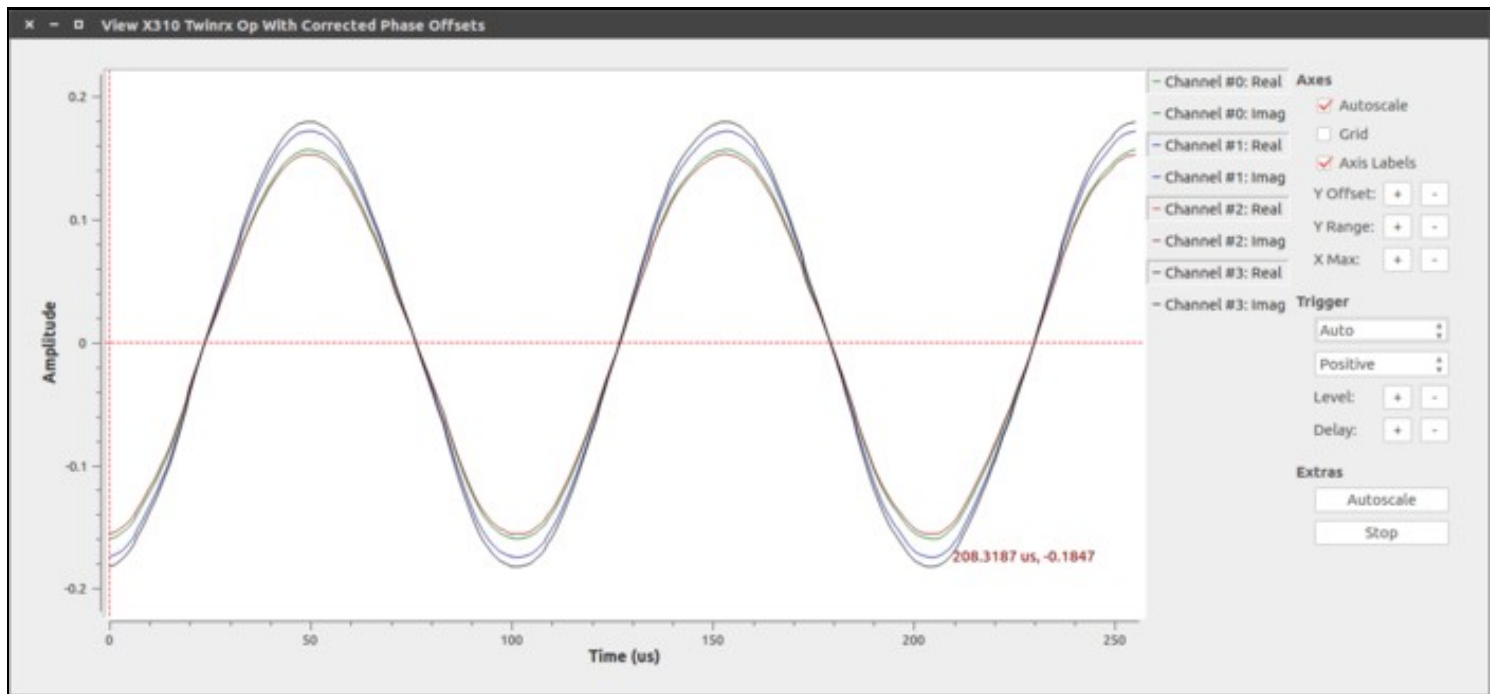 View X310 Twinrx Op With Corrected Phase Offsets
0.2
0.1
0
-0.1
-0.2
Amplitude
0
50
100
150
200
250
Time (us)
208.3187 us, -0.1847
Channel #0: Real
Channel #0: Imag
Channel #1: Real
Channel #1: Imag
Channel #2: Real
Channel #2: Imag
Channel #3: Real
Channel #3: Imag
Axes
Autoscale
Grid
Axis Labels
Y Offset: + -
Y Range: + -
X Max: + -
Trigger
Auto
Positive
Level: + -
Delay: + -
Extras
Autoscale
Stop